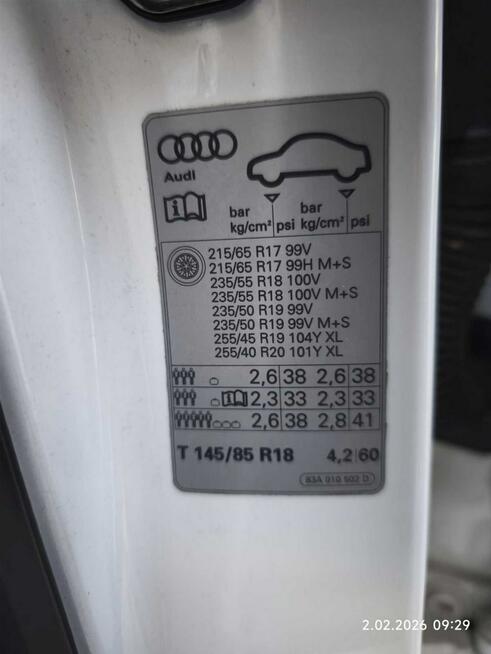 Audi
bar bar
kg/cm² psi kg/cm² psi
215/65 R17 99V
215/65 R17 99H M+S
235/55 R18 100V
235/55 R18 100V M+S
235/50 R19 99V
235/50 R19 99V M+S
255/45 R19 104Y XL
255/40 R20 101Y XL
2,6 38 2,6 38
2,3 33 2,3 33
2,6 38 2,8 41
T 145/85 R18 4,2 60
83A 010 502 D
2.02.2026 09:29